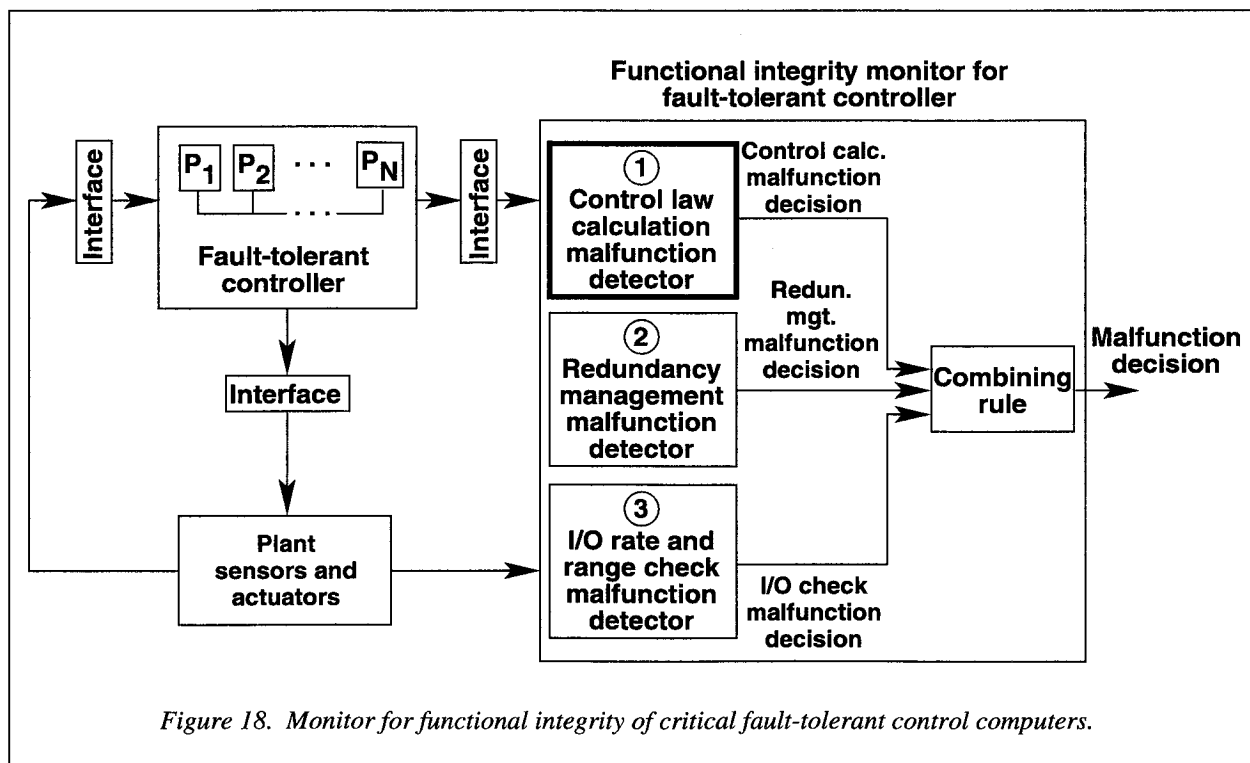 Functional integrity monitor for
fault-tolerant controller
Interface
P1 P2 ... PN
...
Fault-tolerant
controller
Interface
1
Control law
calculation
malfunction
detector
Control calc.
malfunction
decision
Redun.
mgt.
malfunction
decision
2
Redundancy
management
malfunction
detector
Interface
Combining
rule
Malfunction
decision
Plant
sensors and
actuators
3
I/O rate and
range check
malfunction
detector
I/O check
malfunction
decision
Figure 18. Monitor for functional integrity of critical fault-tolerant control computers.